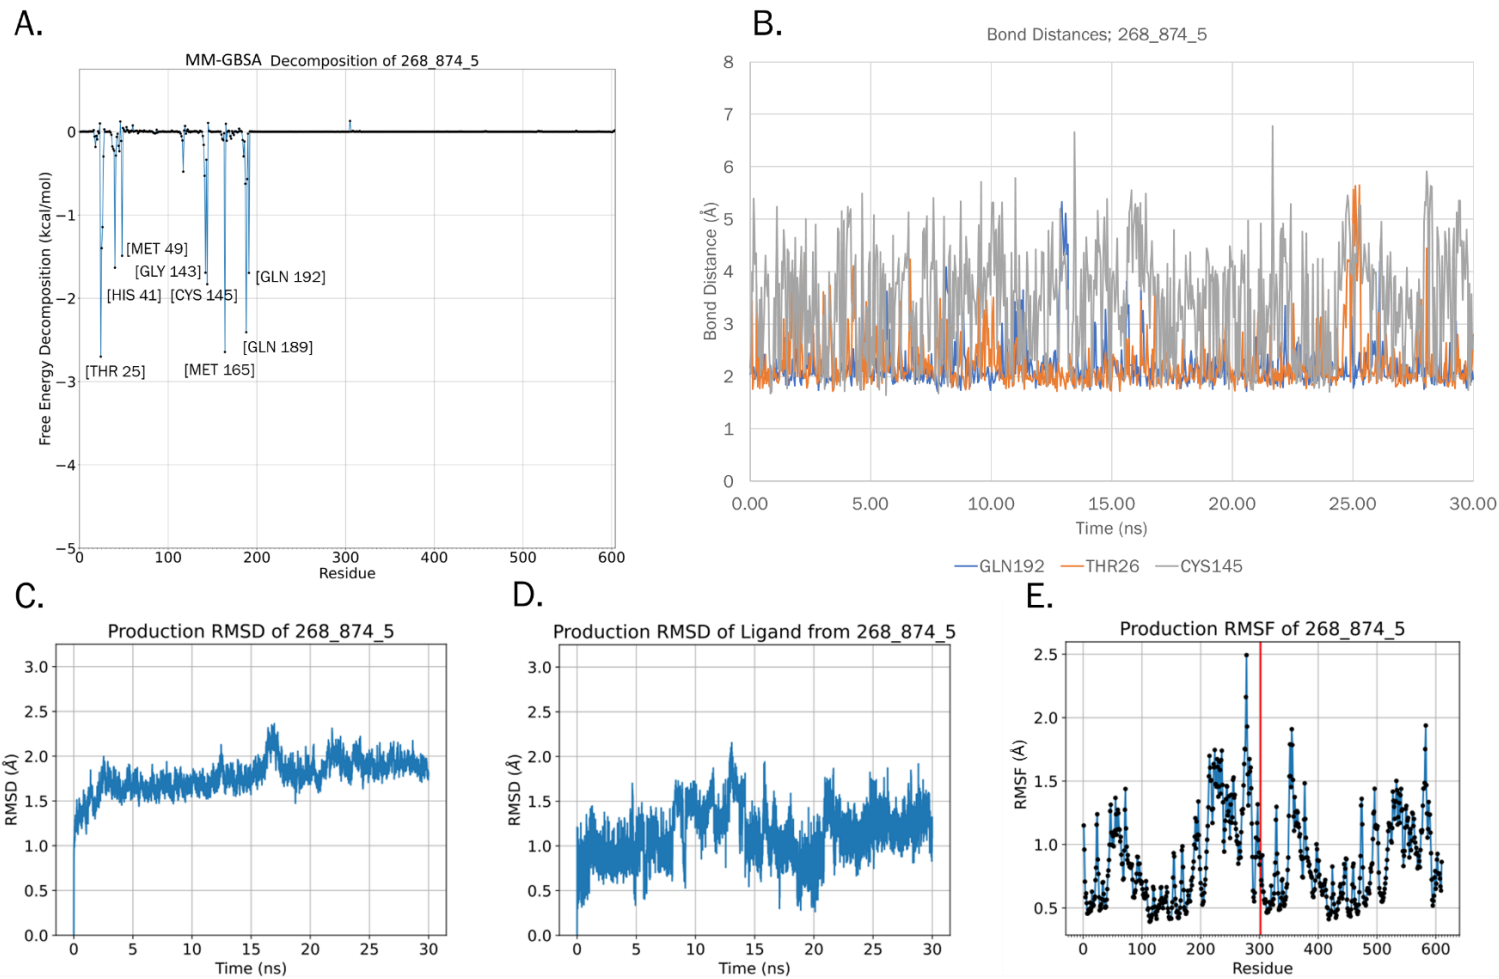 A.
MM-GBSA Decomposition of 268_874_5
Free Energy Decomposition (kcal/mol)
0
−1
−2
−3
−4
−5
[MET 49]
[GLY 143]
[GLN 192]
[HIS 41] [CYS 145]
[GLN 189]
[THR 25]
[MET 165]
0 100 200 300 400 500 600
Residue
B.
Bond Distances; 268_874_5
Bond Distance (Å)
8
7
6
5
4
3
2
1
0
0.00 5.00 10.00 15.00 20.00 25.00 30.00
Time (ns)
GLN192 THR26 CYS145
C.
Production RMSD of 268_874_5
RMSD (Å)
3.0
2.5
2.0
1.5
1.0
0.5
0.0
0 5 10 15 20 25 30
Time (ns)
D.
Production RMSD of Ligand from 268_874_5
RMSD (Å)
3.0
2.5
2.0
1.5
1.0
0.5
0.0
0 5 10 15 20 25 30
Time (ns)
E.
Production RMSF of 268_874_5
RMSF (Å)
2.5
2.0
1.5
1.0
0.5
0 100 200 300 400 500 600
Residue